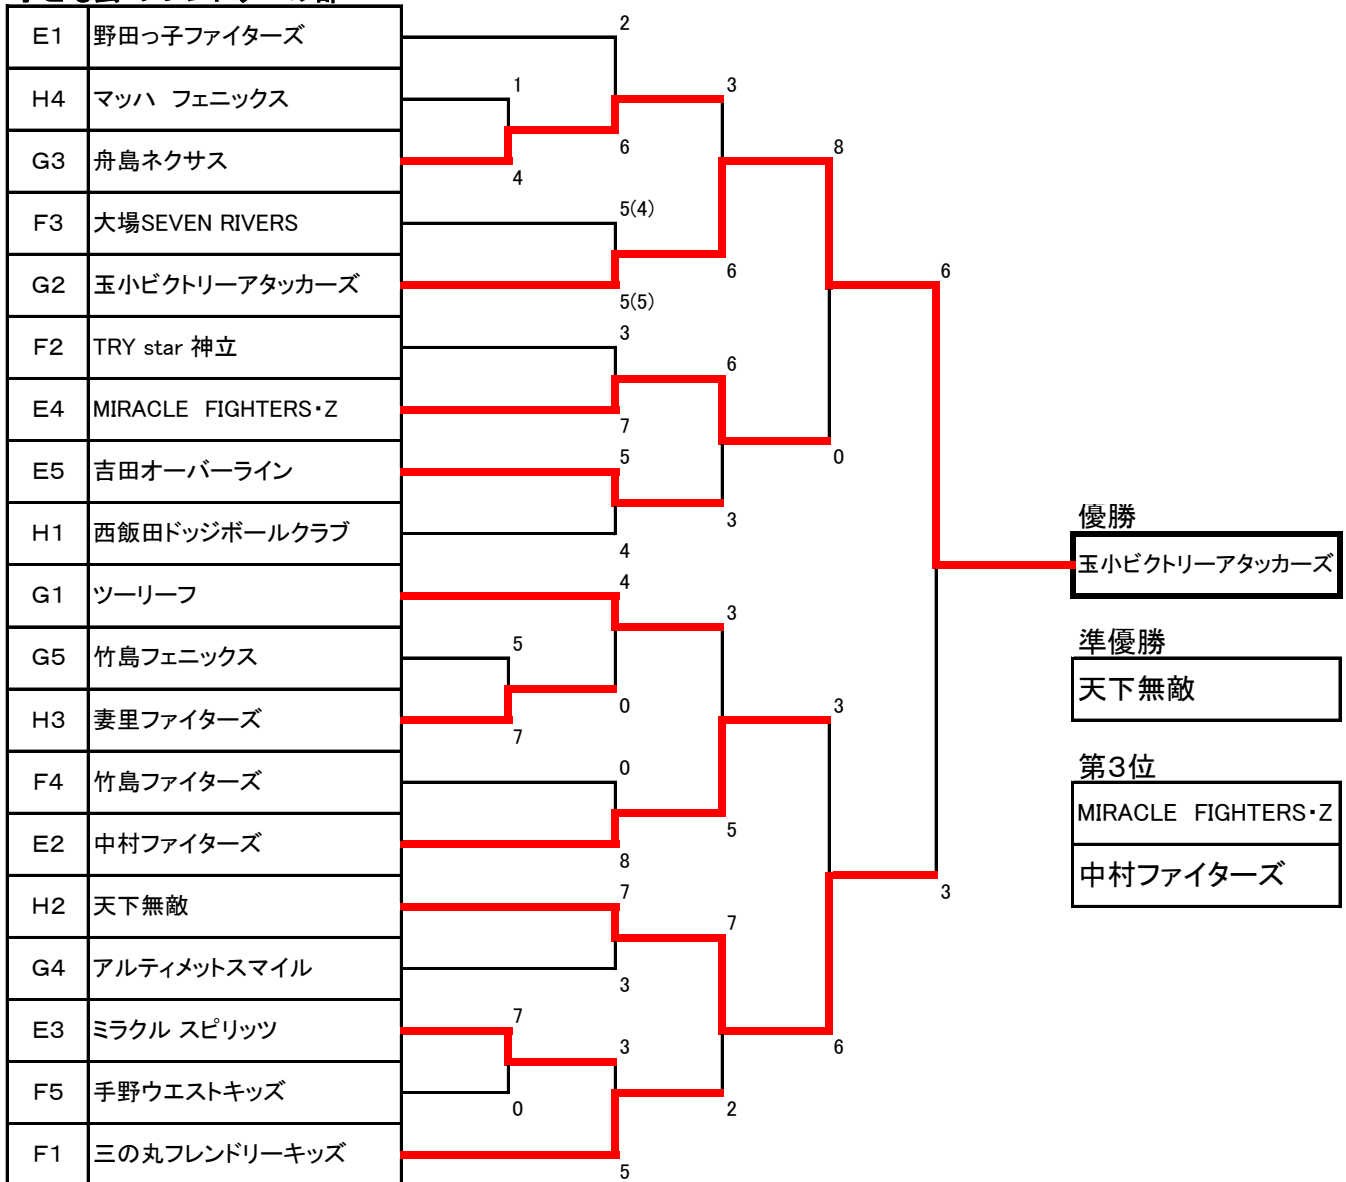 E1 野田っ子ファイターズ 2
H4 マッハ フェニックス 1 3
G3 舟島ネクサス 4 6 8
F3 大場SEVEN RIVERS 5(4)
G2 玉小ビクトリーアタッカーズ 5(5) 6 6
F2 TRY star 神立 3 6
E4 MIRACLE FIGHTERS・Z 7
E5 吉田オーバーライン 5 0
H1 西飯田ドッジボールクラブ 4 3
優勝
玉小ビクトリーアタッカーズ
G1 ツーリーフ 4 3
G5 竹島フェニックス 5
準優勝
天下無敵
H3 妻里ファイターズ 7 0 3
F4 竹島ファイターズ 0
第3位
MIRACLE FIGHTERS・Z
E2 中村ファイターズ 8 5
中村ファイターズ
H2 天下無敵 7 7 3
G4 アルティメットスマイル 3
E3 ミラクル スピリッツ 7 3 6
F5 手野ウエストキッズ 0 2
F1 三の丸フレンドリーキッズ 5